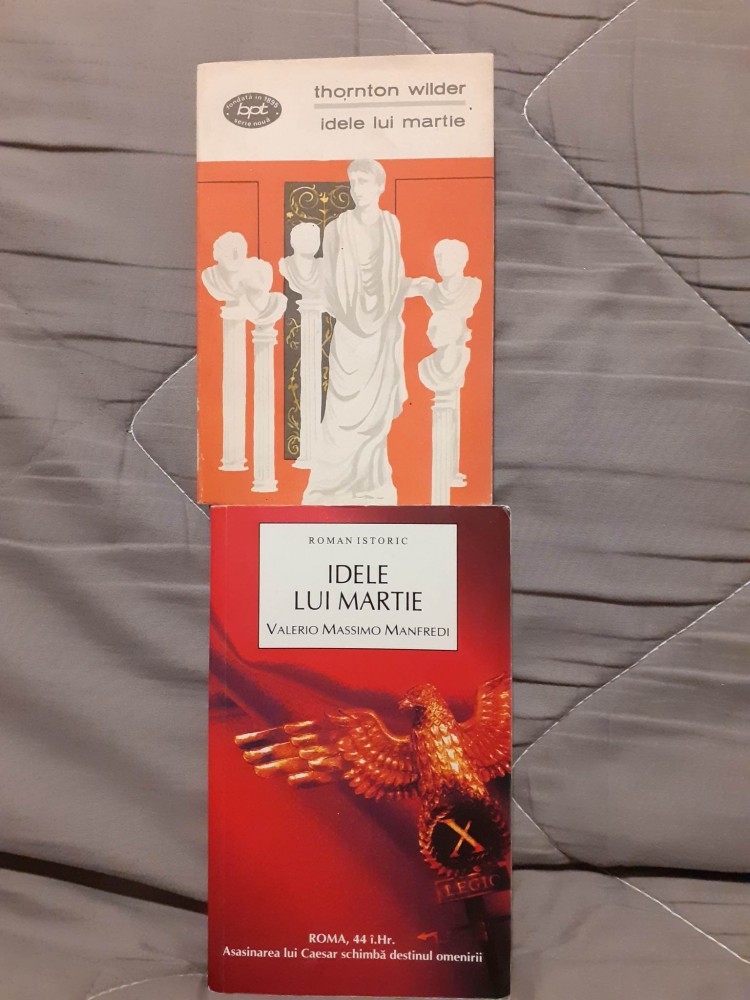 fondată în 1895
bpt
serie nouă
thornton wilder
idele lui martie
ROMAN ISTORIC
IDELE
LUI MARTIE
VALERIO MASSIMO MANFREDI
X
LEGIO
ROMA, 44 î.Hr.
Asasinarea lui Caesar schimbă destinul omenirii